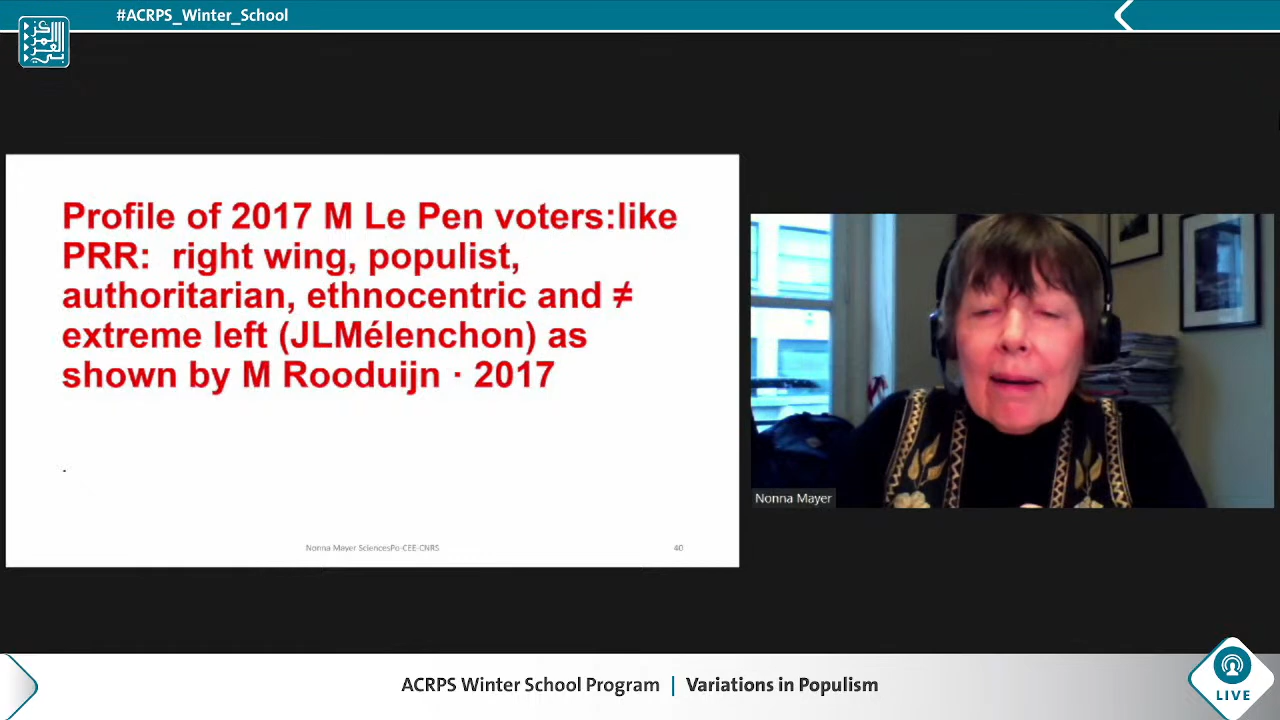 #ACRPS_Winter_School
Profile of 2017 M Le Pen voters:like
PRR:  right wing, populist,
authoritarian, ethnocentric and ≠
extreme left (JLMélenchon) as
shown by M Rooduijn · 2017
.
Nonna Mayer SciencesPo-CEE-CNRS
40
Nonna Mayer
ACRPS Winter School Program | Variations in Populism
LIVE